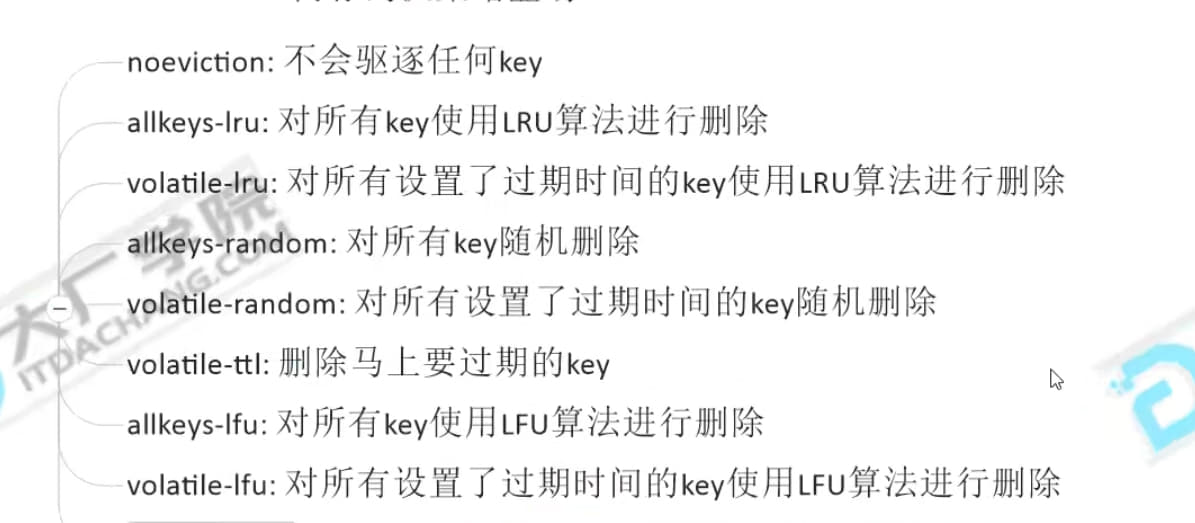 noeviction: 不会驱逐任何key
allkeys-lru: 对所有key使用LRU算法进行删除
volatile-lru: 对所有设置了过期时间的key使用LRU算法进行删除
allkeys-random: 对所有key随机删除
volatile-random: 对所有设置了过期时间的key随机删除
volatile-ttl: 删除马上要过期的key
allkeys-lfu: 对所有key使用LFU算法进行删除
volatile-lfu: 对所有设置了过期时间的key使用LFU算法进行删除
大厂学院
ITDACHANG.COM